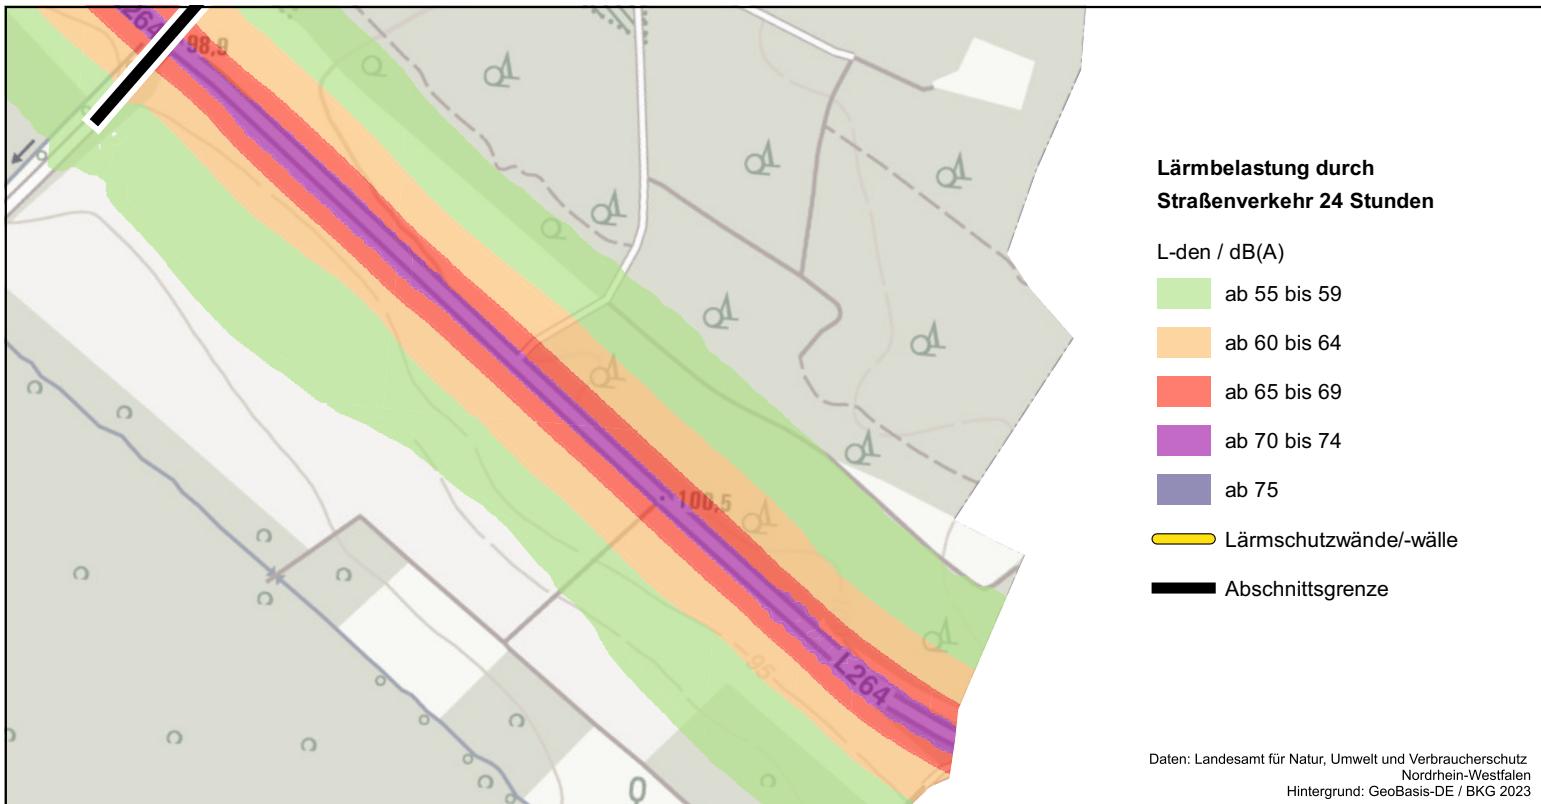 264
98,9
100,5
95
L264
Lärmbelastung durch
Straßenverkehr 24 Stunden
L-den / dB(A)
ab 55 bis 59
ab 60 bis 64
ab 65 bis 69
ab 70 bis 74
ab 75
Lärmschutzwände/-wälle
Abschnittsgrenze
Daten: Landesamt für Natur, Umwelt und Verbraucherschutz
Nordrhein-Westfalen
Hintergrund: GeoBasis-DE / BKG 2023